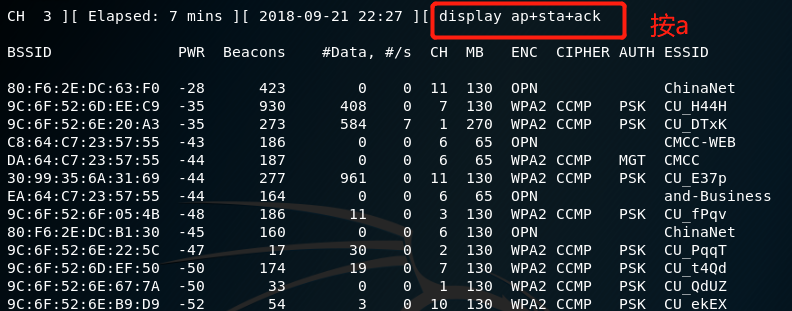 CH  3 ][ Elapsed: 7 mins ][ 2018-09-21 22:27 ][ display ap+sta+ack 按a
BSSID              PWR  Beacons    #Data, #/s  CH  MB   ENC  CIPHER AUTH ESSID
80:F6:2E:DC:63:F0  -28      423        0    0  11  130  OPN              ChinaNet
9C:6F:52:6D:EE:C9  -35      930      408    0   7  130  WPA2 CCMP   PSK  CU_H44H
9C:6F:52:6E:20:A3  -35      273      584    7   1  270  WPA2 CCMP   PSK  CU_DTxK
C8:64:C7:23:57:55  -43      186        0    0   6   65  OPN              CMCC-WEB
DA:64:C7:23:57:55  -44      187        0    0   6   65  WPA2 CCMP   MGT  CMCC
30:99:35:6A:31:69  -44      277      961    0  11  130  WPA2 CCMP   PSK  CU_E37p
EA:64:C7:23:57:55  -44      164        0    0   6   65  OPN              and-Business
9C:6F:52:6F:05:4B  -48      186       11    0   3  130  WPA2 CCMP   PSK  CU_fPqv
80:F6:2E:DC:B1:30  -45      160        0    0   6  130  OPN              ChinaNet
9C:6F:52:6E:22:5C  -47       17       30    0   2  130  WPA2 CCMP   PSK  CU_PqqT
9C:6F:52:6D:EF:50  -50      174       19    0   7  130  WPA2 CCMP   PSK  CU_t4Qd
9C:6F:52:6E:67:7A  -50       33        0    0   1  130  WPA2 CCMP   PSK  CU_QdUZ
9C:6F:52:6E:B9:D9  -52       54        3    0  10  130  WPA2 CCMP   PSK  CU_ekEX